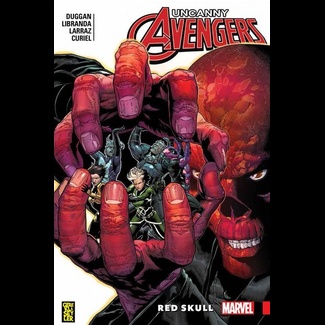 DUGGAN
LIBRANDA
LARRAZ
CURIEL
UNCANNY
AVENGERS
RED SKULL
MARVEL